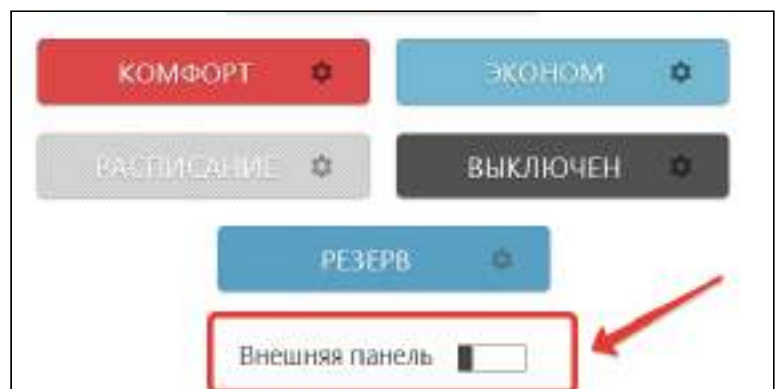 КОМФОРТ
ЭКОНОМ
РАСПИСАНИЕ
ВЫКЛЮЧЕН
РЕЗЕРВ
Внешняя панель